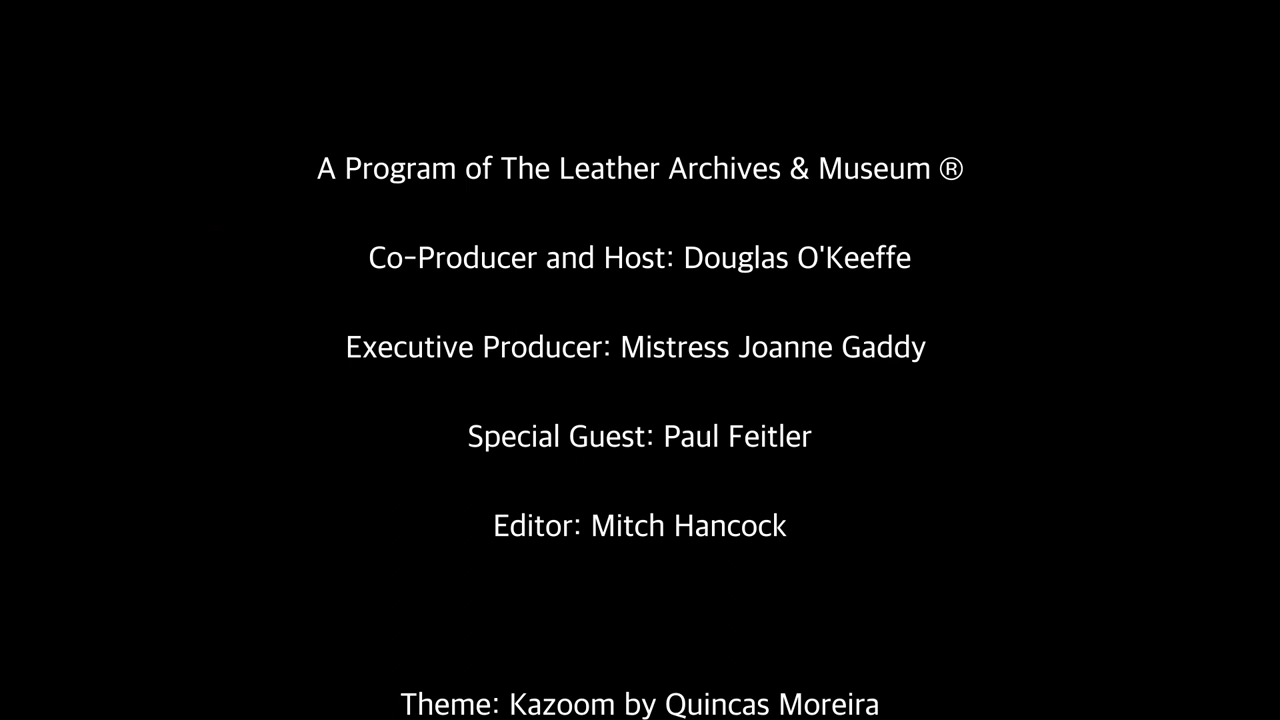 A Program of The Leather Archives & Museum ®
Co-Producer and Host: Douglas O'Keeffe
Executive Producer: Mistress Joanne Gaddy
Special Guest: Paul Feitler
Editor: Mitch Hancock
Theme: Kazoom by Quincas Moreira